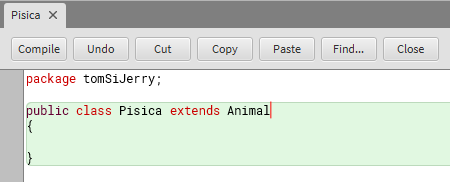 Pisica ×
Compile Undo Cut Copy Paste Find... Close
package tomSiJerry;
public class Pisica extends Animal
{
}